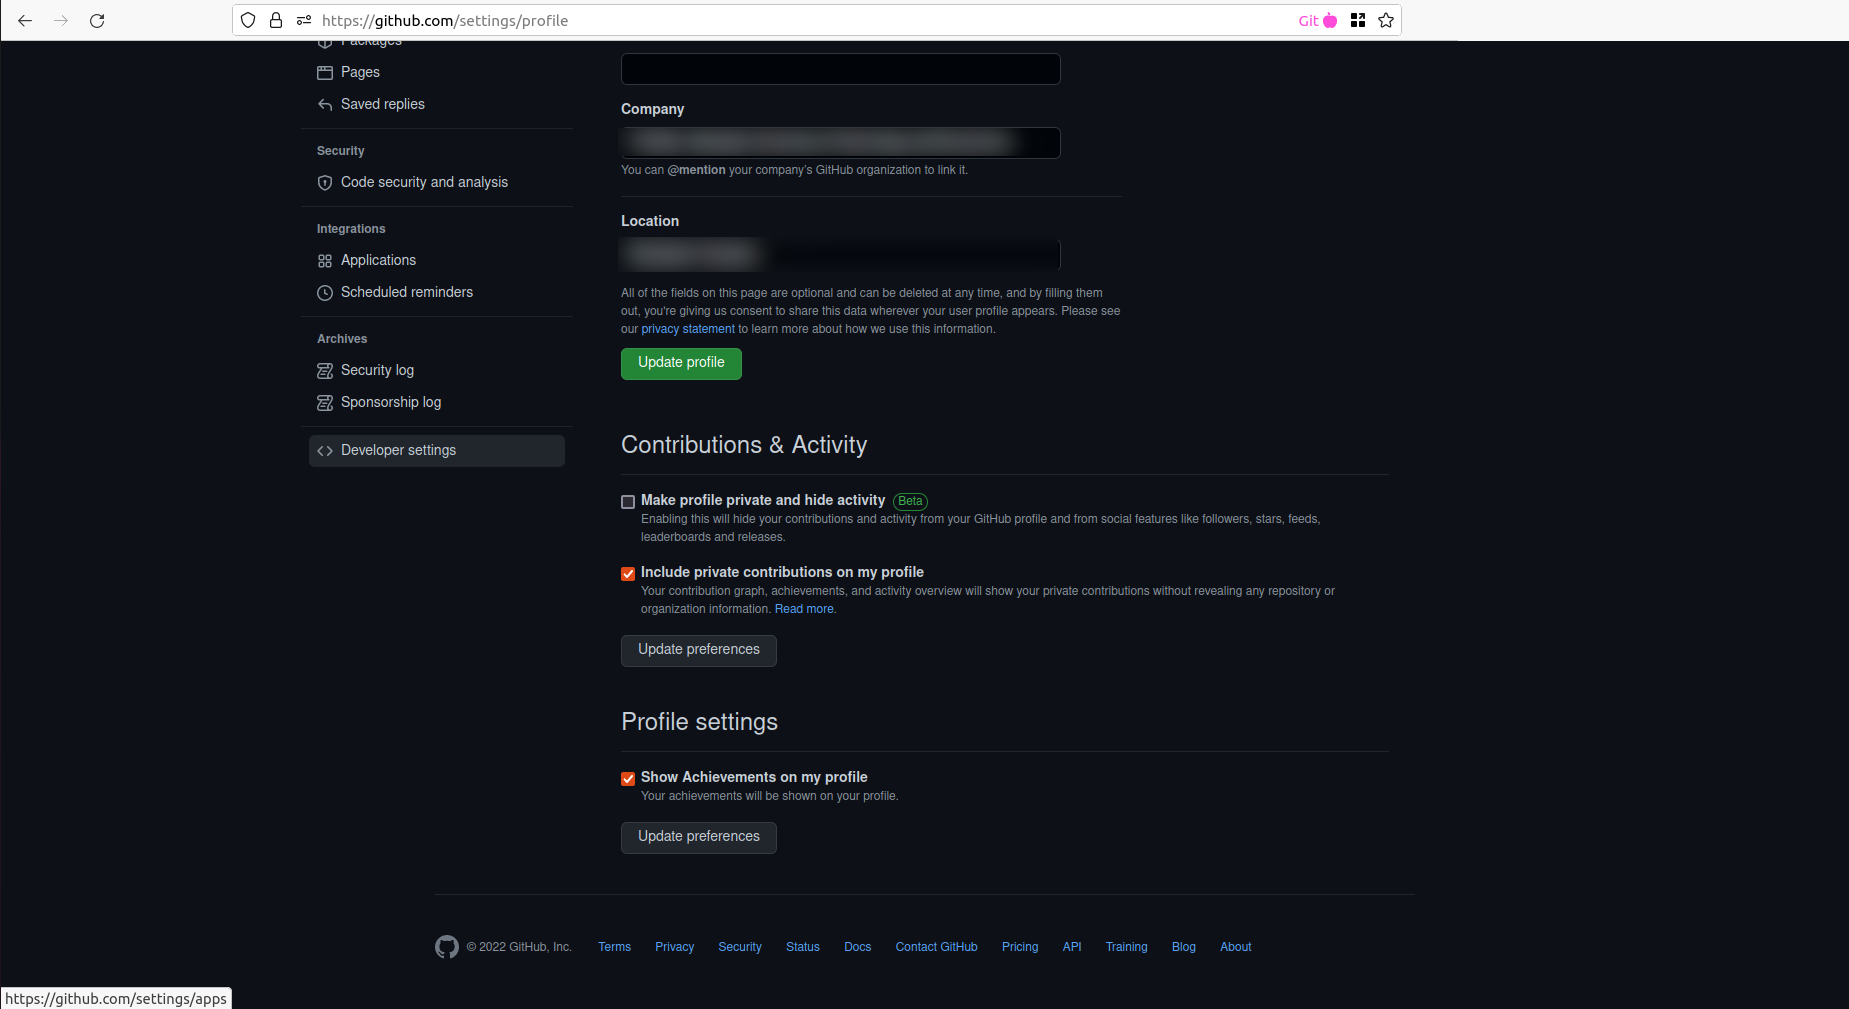 https://github.com/settings/profile
Git
Packages
Pages
Saved replies
Security
Code security and analysis
Integrations
Applications
Scheduled reminders
Archives
Security log
Sponsorship log
Developer settings
Company
You can @mention your company's GitHub organization to link it.
Location
All of the fields on this page are optional and can be deleted at any time, and by filling them
out, you're giving us consent to share this data wherever your user profile appears. Please see
our privacy statement to learn more about how we use this information.
Update profile
Contributions & Activity
Make profile private and hide activity Beta
Enabling this will hide your contributions and activity from your GitHub profile and from social features like followers, stars, feeds,
leaderboards and releases.
Include private contributions on my profile
Your contribution graph, achievements, and activity overview will show your private contributions without revealing any repository or
organization information. Read more.
Update preferences
Profile settings
Show Achievements on my profile
Your achievements will be shown on your profile.
Update preferences
© 2022 GitHub, Inc. Terms Privacy Security Status Docs Contact GitHub Pricing API Training Blog About
https://github.com/settings/apps